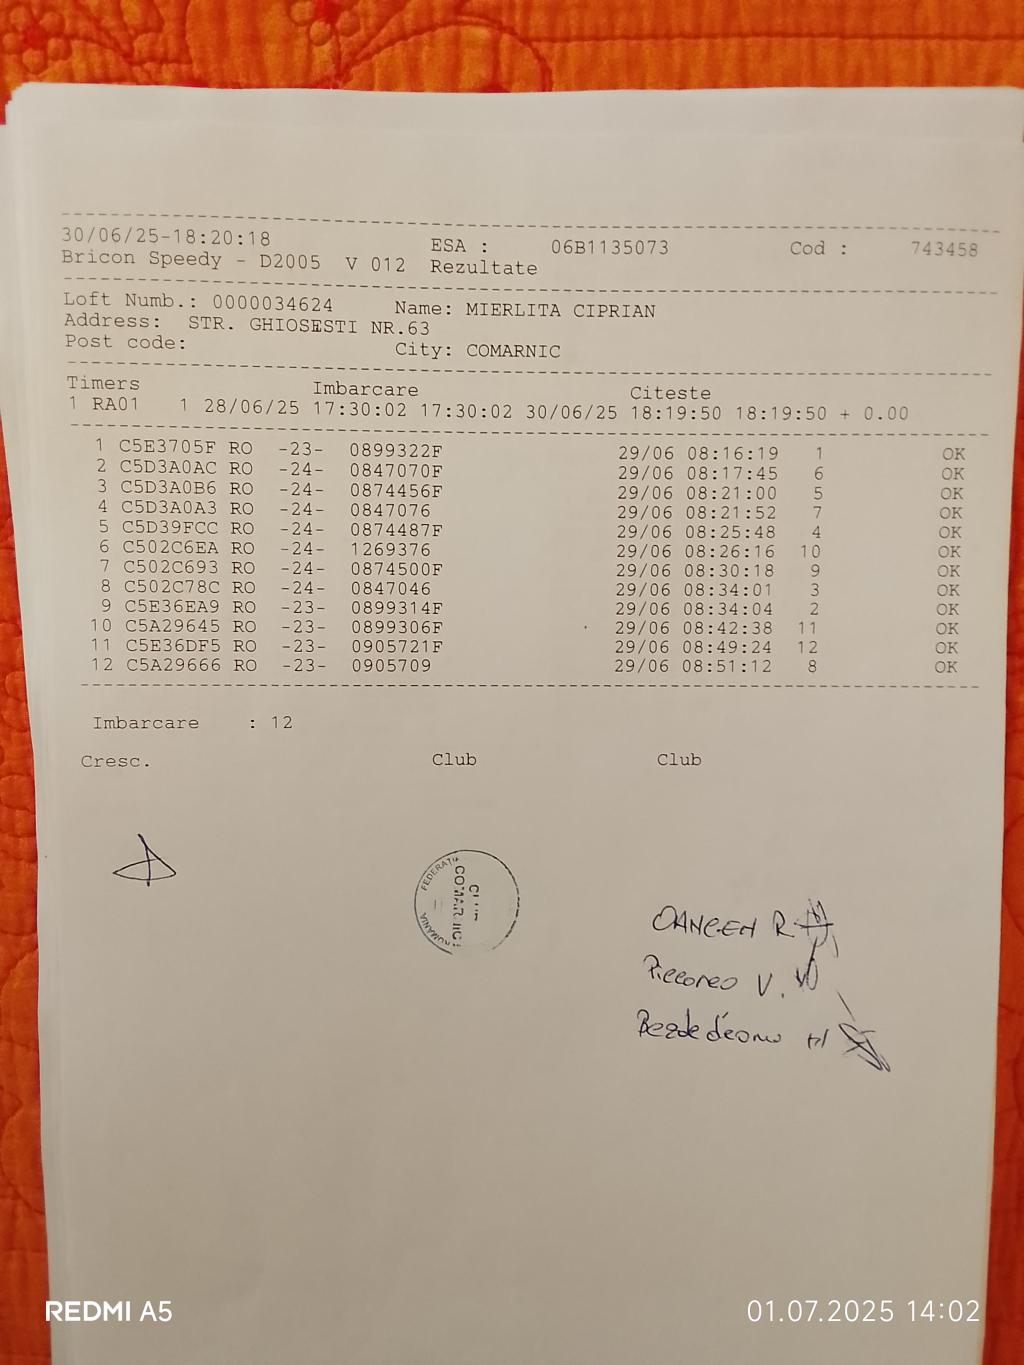 30/06/25-18:20:18 ESA : 06B1135073 Cod : 743458
Bricon Speedy - D2005 V 012 Rezultate
Loft Numb.: 0000034624 Name: MIERLITA CIPRIAN
Address: STR. GHIOSESTI NR.63
Post code: City: COMARNIC
Timers Imbarcare Citeste
1 RA01 1 28/06/25 17:30:02 17:30:02 30/06/25 18:19:50 18:19:50 + 0.00
1 C5E3705F RO -23- 0899322F 29/06 08:16:19 1 OK
2 C5D3A0AC RO -24- 0847070F 29/06 08:17:45 6 OK
3 C5D3A0B6 RO -24- 0874456F 29/06 08:21:00 5 OK
4 C5D3A0A3 RO -24- 0847076 29/06 08:21:52 7 OK
5 C5D39FCC RO -24- 0874487F 29/06 08:25:48 4 OK
6 C502C6EA RO -24- 1269376 29/06 08:26:16 10 OK
7 C502C693 RO -24- 0874500F 29/06 08:30:18 9 OK
8 C502C78C RO -24- 0847046 29/06 08:34:01 3 OK
9 C5E36EA9 RO -23- 0899314F 29/06 08:34:04 2 OK
10 C5A29645 RO -23- 0899306F 29/06 08:42:38 11 OK
11 C5E36DF5 RO -23- 0905721F 29/06 08:49:24 12 OK
12 C5A29666 RO -23- 0905709 29/06 08:51:12 8 OK
Imbarcare : 12
Cresc. Club Club
REDMI A5 01.07.2025 14:02